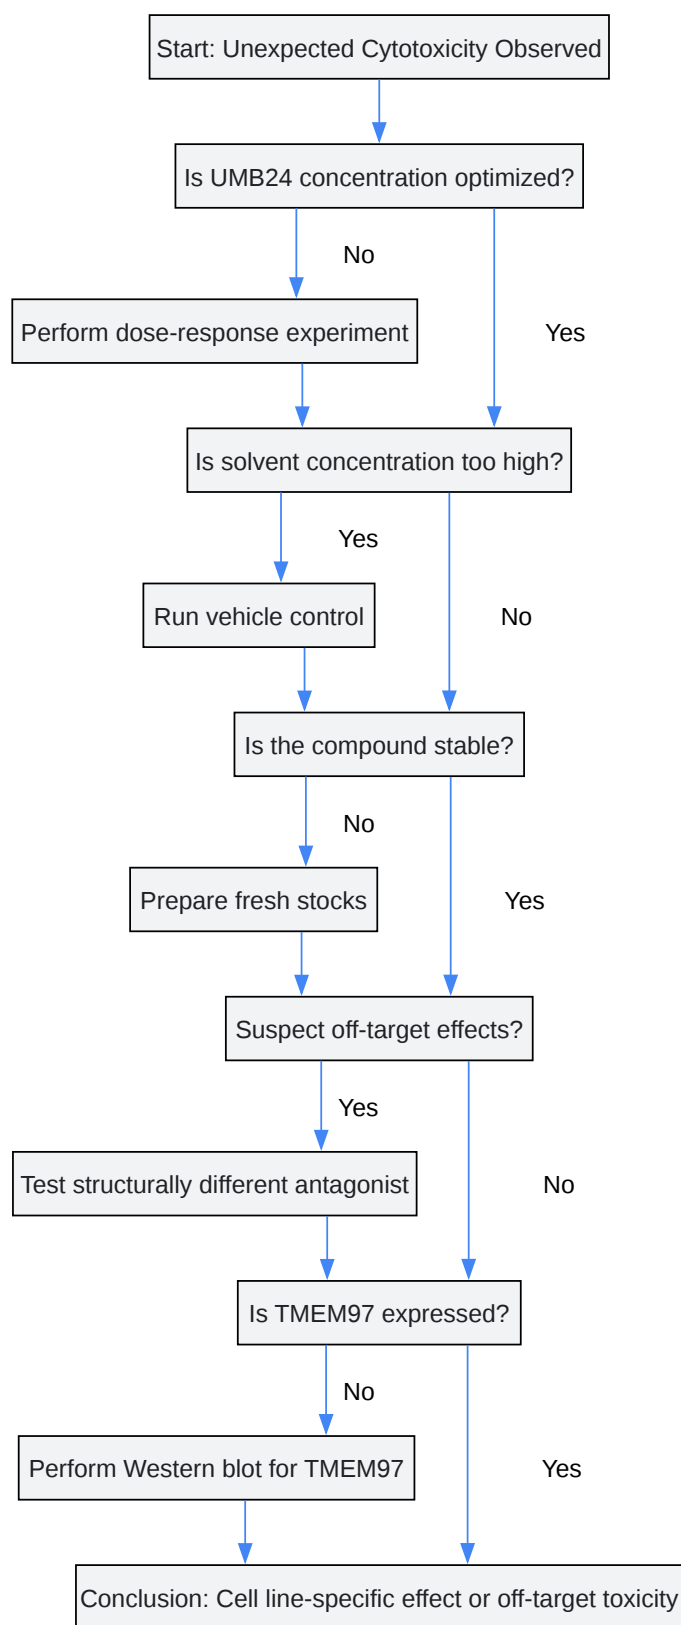 Start: Unexpected Cytotoxicity Observed
Is UMB24 concentration optimized?
No
Perform dose-response experiment
Yes
Is solvent concentration too high?
Yes
Run vehicle control
No
Is the compound stable?
No
Prepare fresh stocks
Yes
Suspect off-target effects?
Yes
Test structurally different antagonist
No
Is TMEM97 expressed?
No
Perform Western blot for TMEM97
Yes
Conclusion: Cell line-specific effect or off-target toxicity